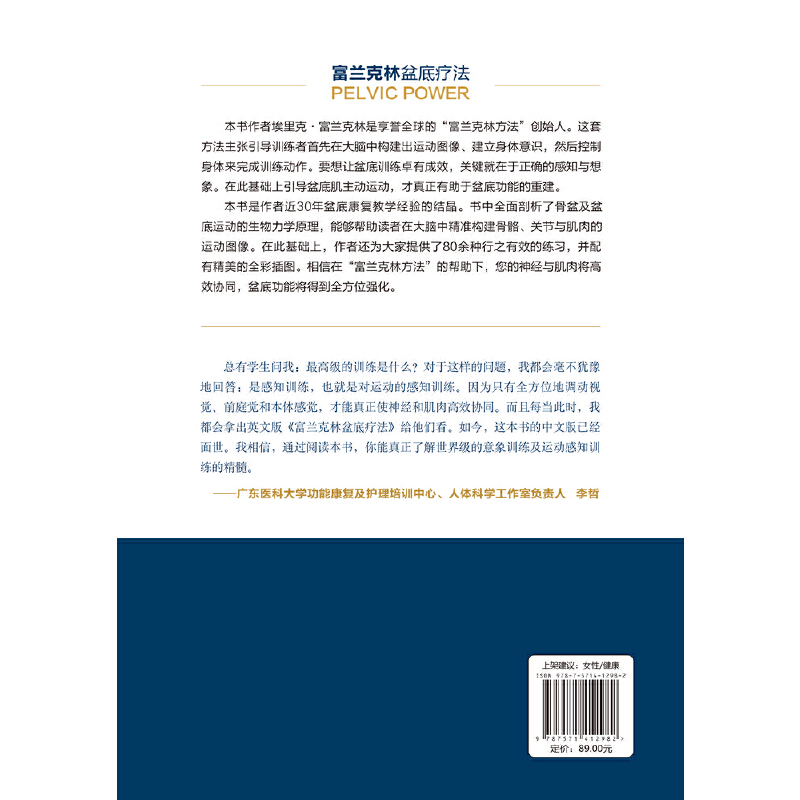 富兰克林盆底疗法
PELVIC POWER
本书作者埃里克·富兰克林是享誉全球的“富兰克林方法”创始人。这套
方法主张引导训练者首先在大脑中构建出运动图像、建立身体意识，然后控制
身体来完成训练动作。要想让盆底训练卓有成效，关键就在于正确的感知与想
象。在此基础上引导盆底肌主动运动，才真正有助于盆底功能的重建。
本书是作者近30年盆底康复教学经验的结晶。书中全面剖析了骨盆及盆
底运动的生物力学原理，能够帮助读者在大脑中精准构建骨骼、关节与肌肉的
运动图像。在此基础上，作者还为大家提供了80余种行之有效的练习，并配
有精美的全彩插图。相信在“富兰克林方法”的帮助下，您的神经与肌肉将高
效协同，盆底功能将得到全方位强化。
总有学生问我：最高级的训练是什么？对于这样的问题，我都会毫不犹豫
地回答：是感知训练，也就是对运动的感知训练。因为只有全方位地调动视
觉、前庭觉和本体感觉，才能真正使神经和肌肉高效协同。而且每当此时，我
都会拿出英文版《富兰克林盆底疗法》给他们看。如今，这本书的中文版已经
面世。我相信，通过阅读本书，你能真正了解世界级的意象训练及运动感知训
练的精髓。
——广东医科大学功能康复及护理培训中心、人体科学工作室负责人 李哲
上架建议：女性/健康
ISBN 978-7-5714-1298-2
9 787571 412982 >
定价：89.00元